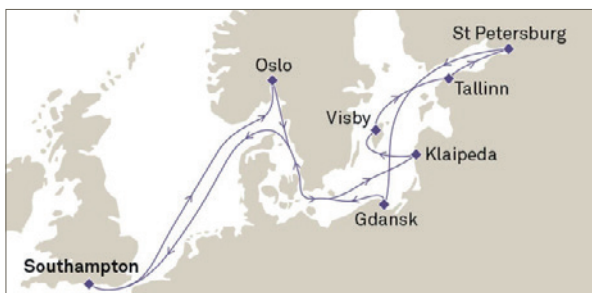 St Petersburg
Oslo
Tallinn
Visby
Klaipeda
Gdansk
Southampton